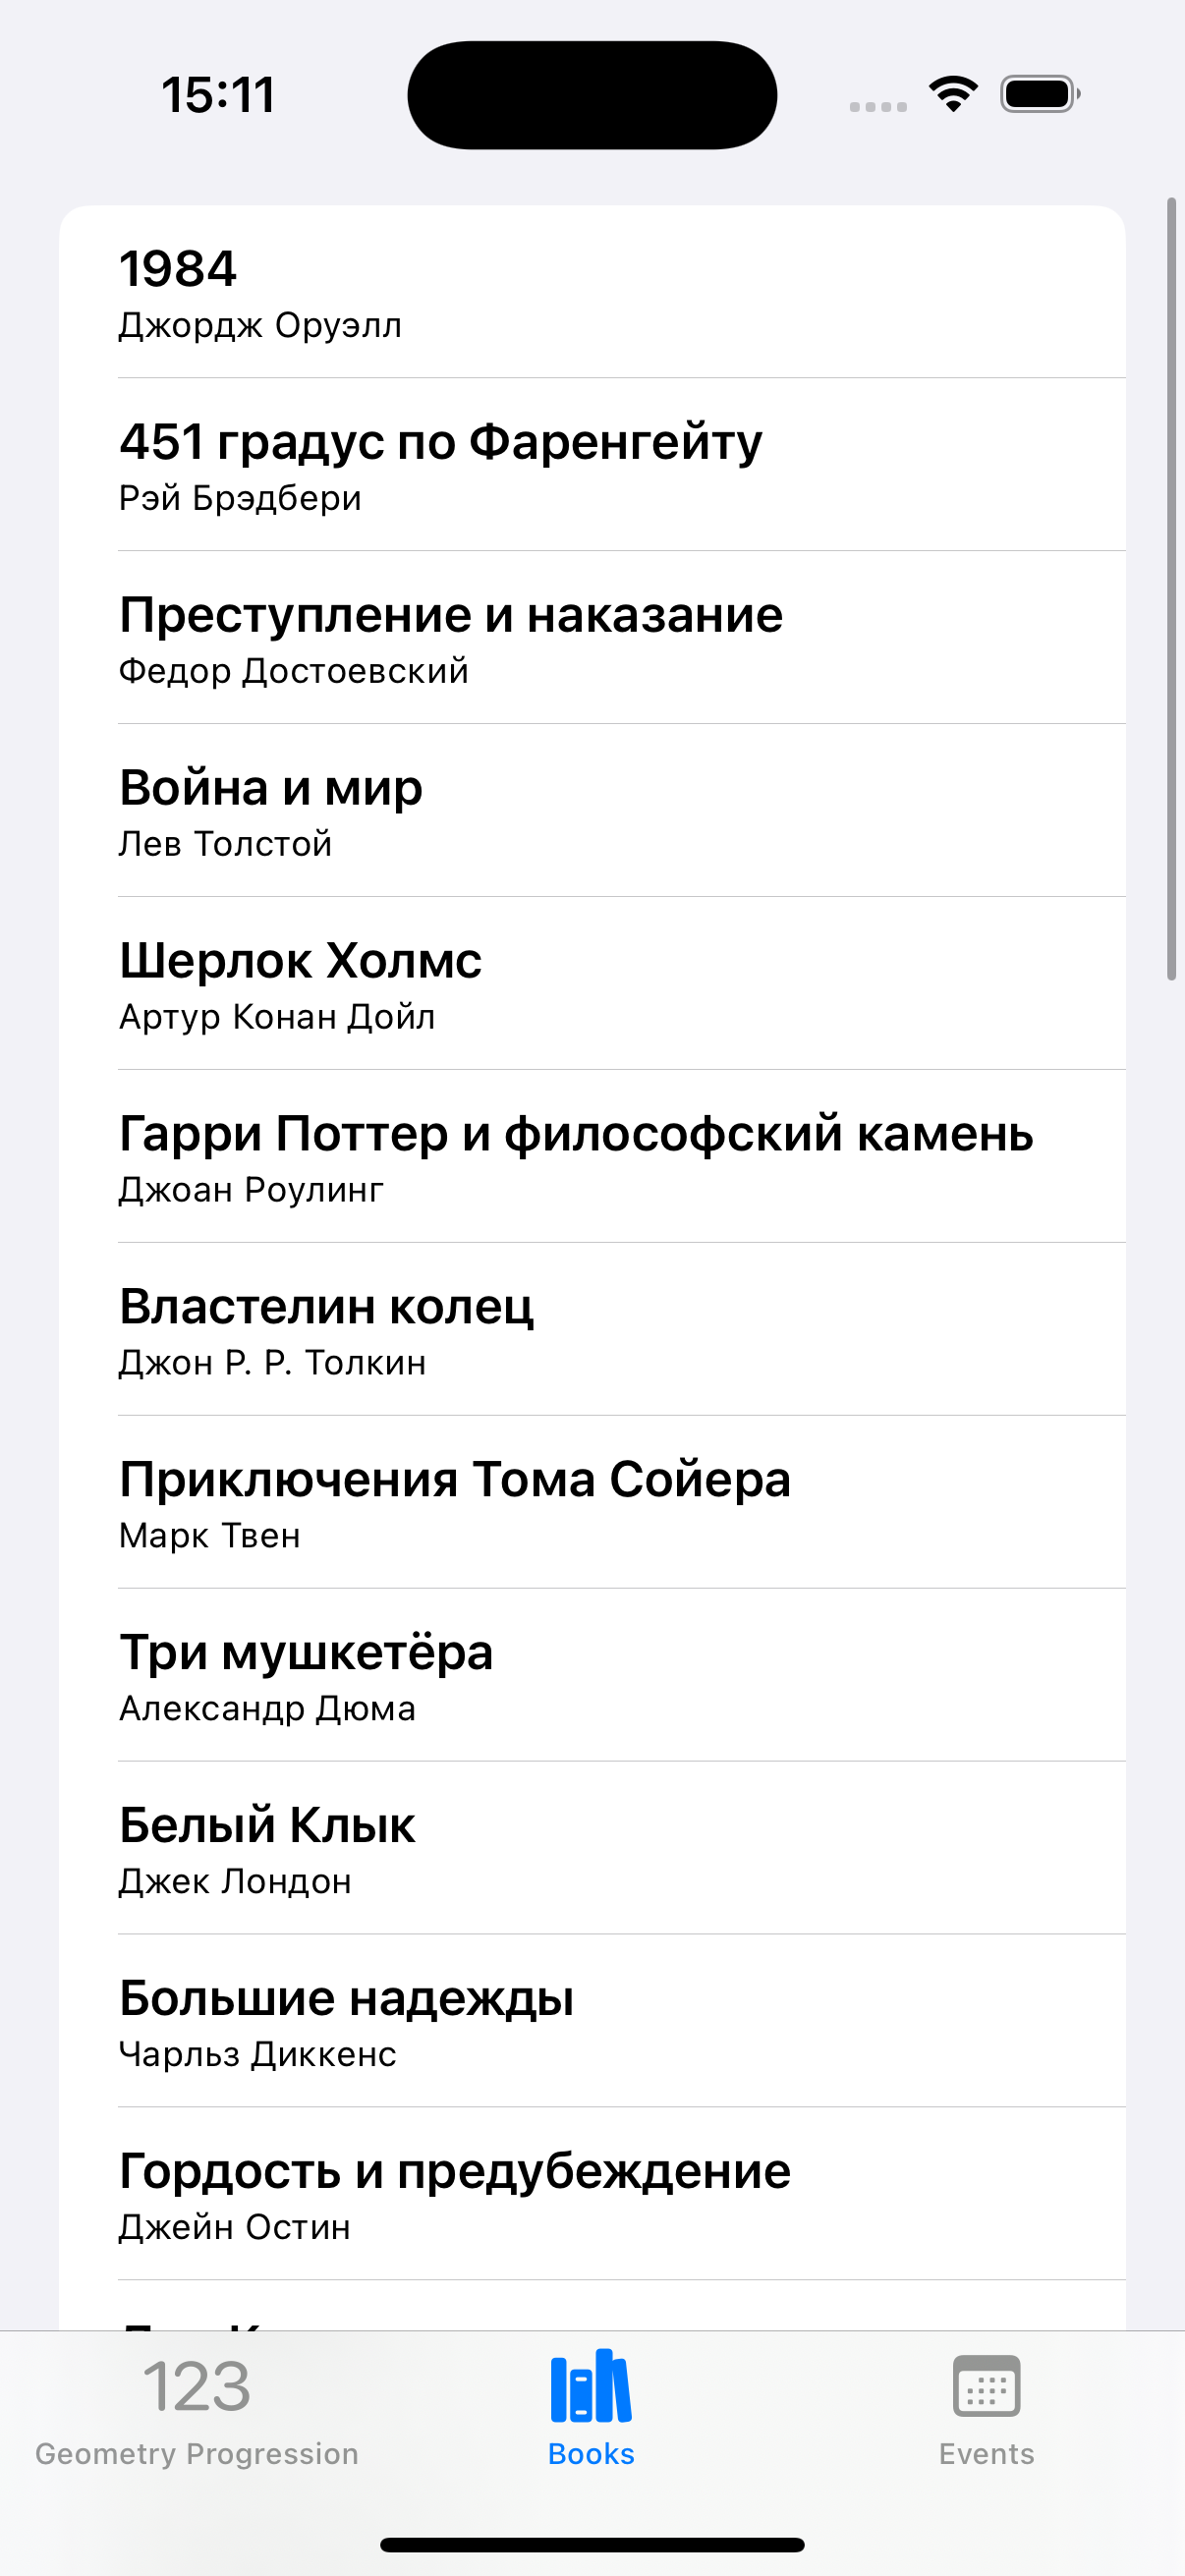 15:11
1984
Джордж Оруэлл
451 градус по Фаренгейту
Рэй Брэдбери
Преступление и наказание
Федор Достоевский
Война и мир
Лев Толстой
Шерлок Холмс
Артур Конан Дойл
Гарри Поттер и философский камень
Джоан Роулинг
Властелин колец
Джон Р. Р. Толкин
Приключения Тома Сойера
Марк Твен
Три мушкетёра
Александр Дюма
Белый Клык
Джек Лондон
Большие надежды
Чарльз Диккенс
Гордость и предубеждение
Джейн Остин
123
Geometry Progression
Books
Events